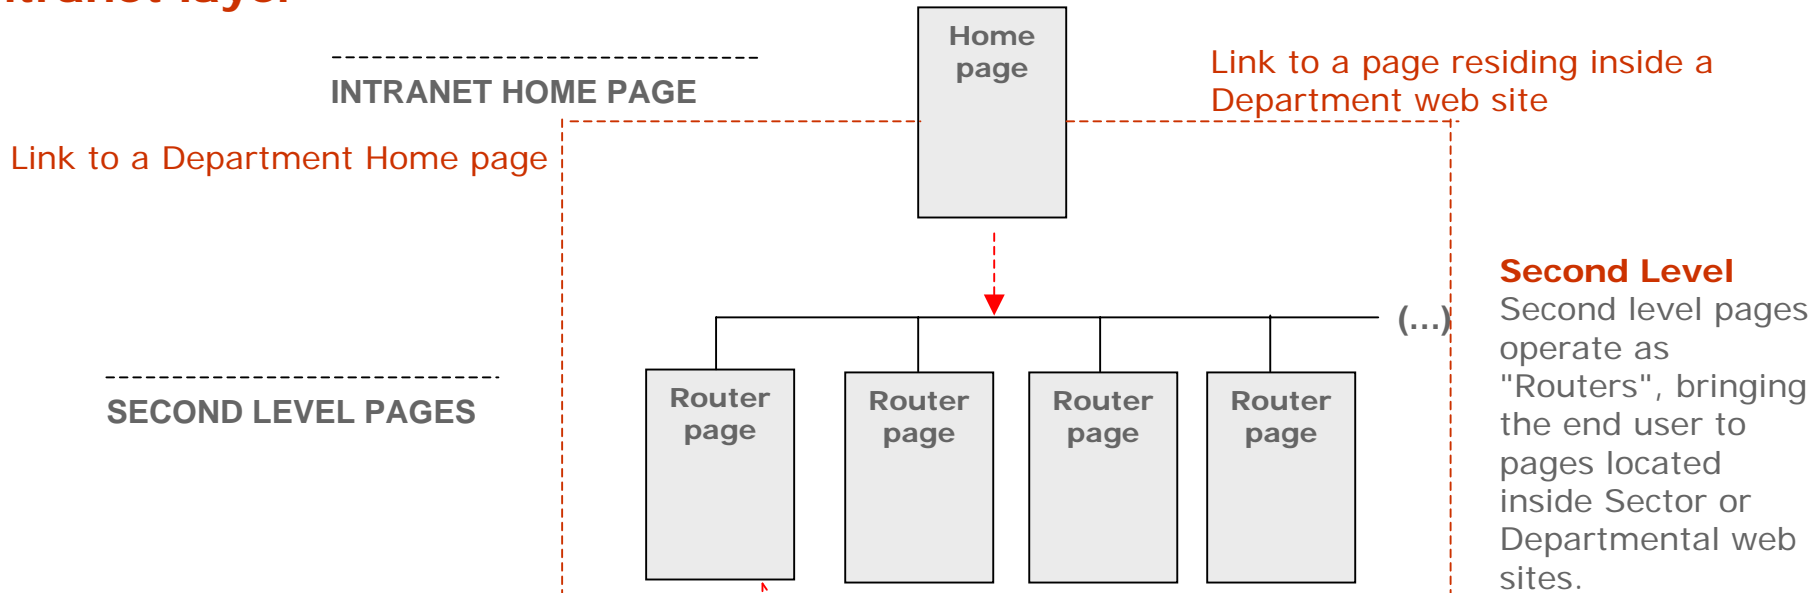 ntranet layer
Home
page
INTRANET HOME PAGE
Link to a page residing inside a
Department web site
Link to a Department Home page
(...)
Second Level
Second level pages
operate as
"Routers", bringing
the end user to
pages located
inside Sector or
Departmental web
sites.
SECOND LEVEL PAGES
Router
page
Router
page
Router
page
Router
page